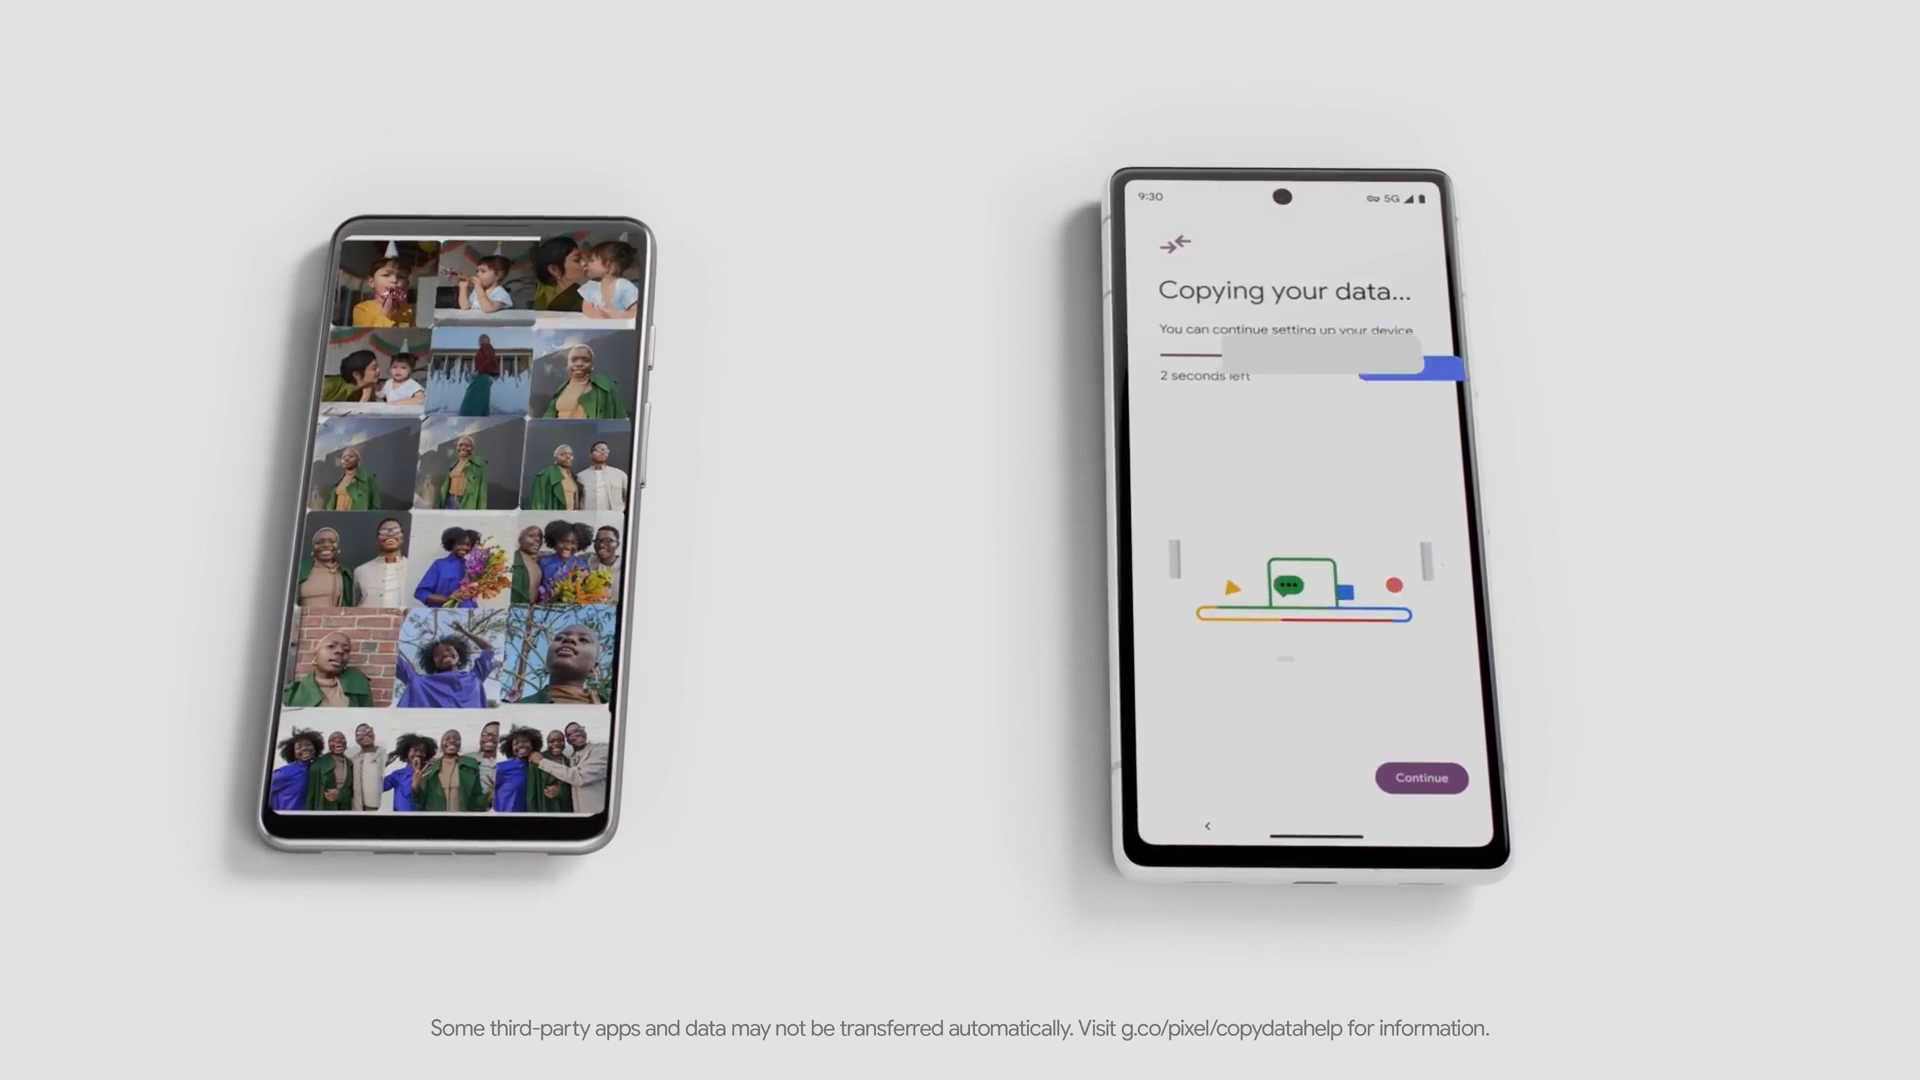 9:30
5G
Copying your data...
You can continue setting up your device
2 seconds left
Continue
Some third-party apps and data may not be transferred automatically. Visit g.co/pixel/copydatahelp for information.